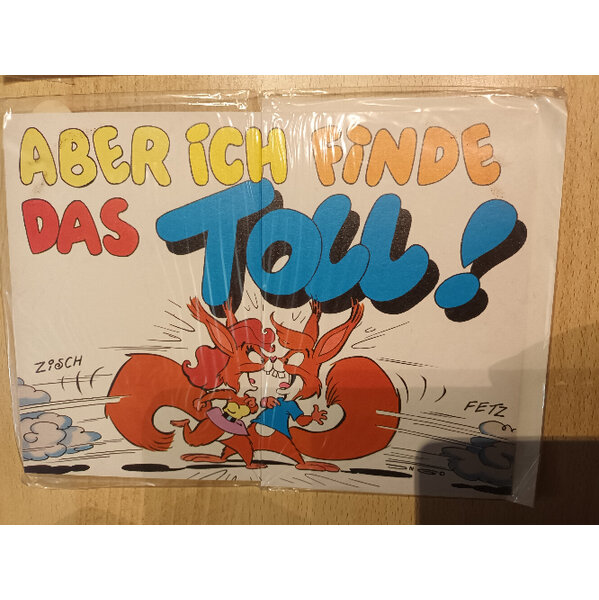 ABER iCH FiNDE
DAS TOLL!
ZiSCH
FETZ